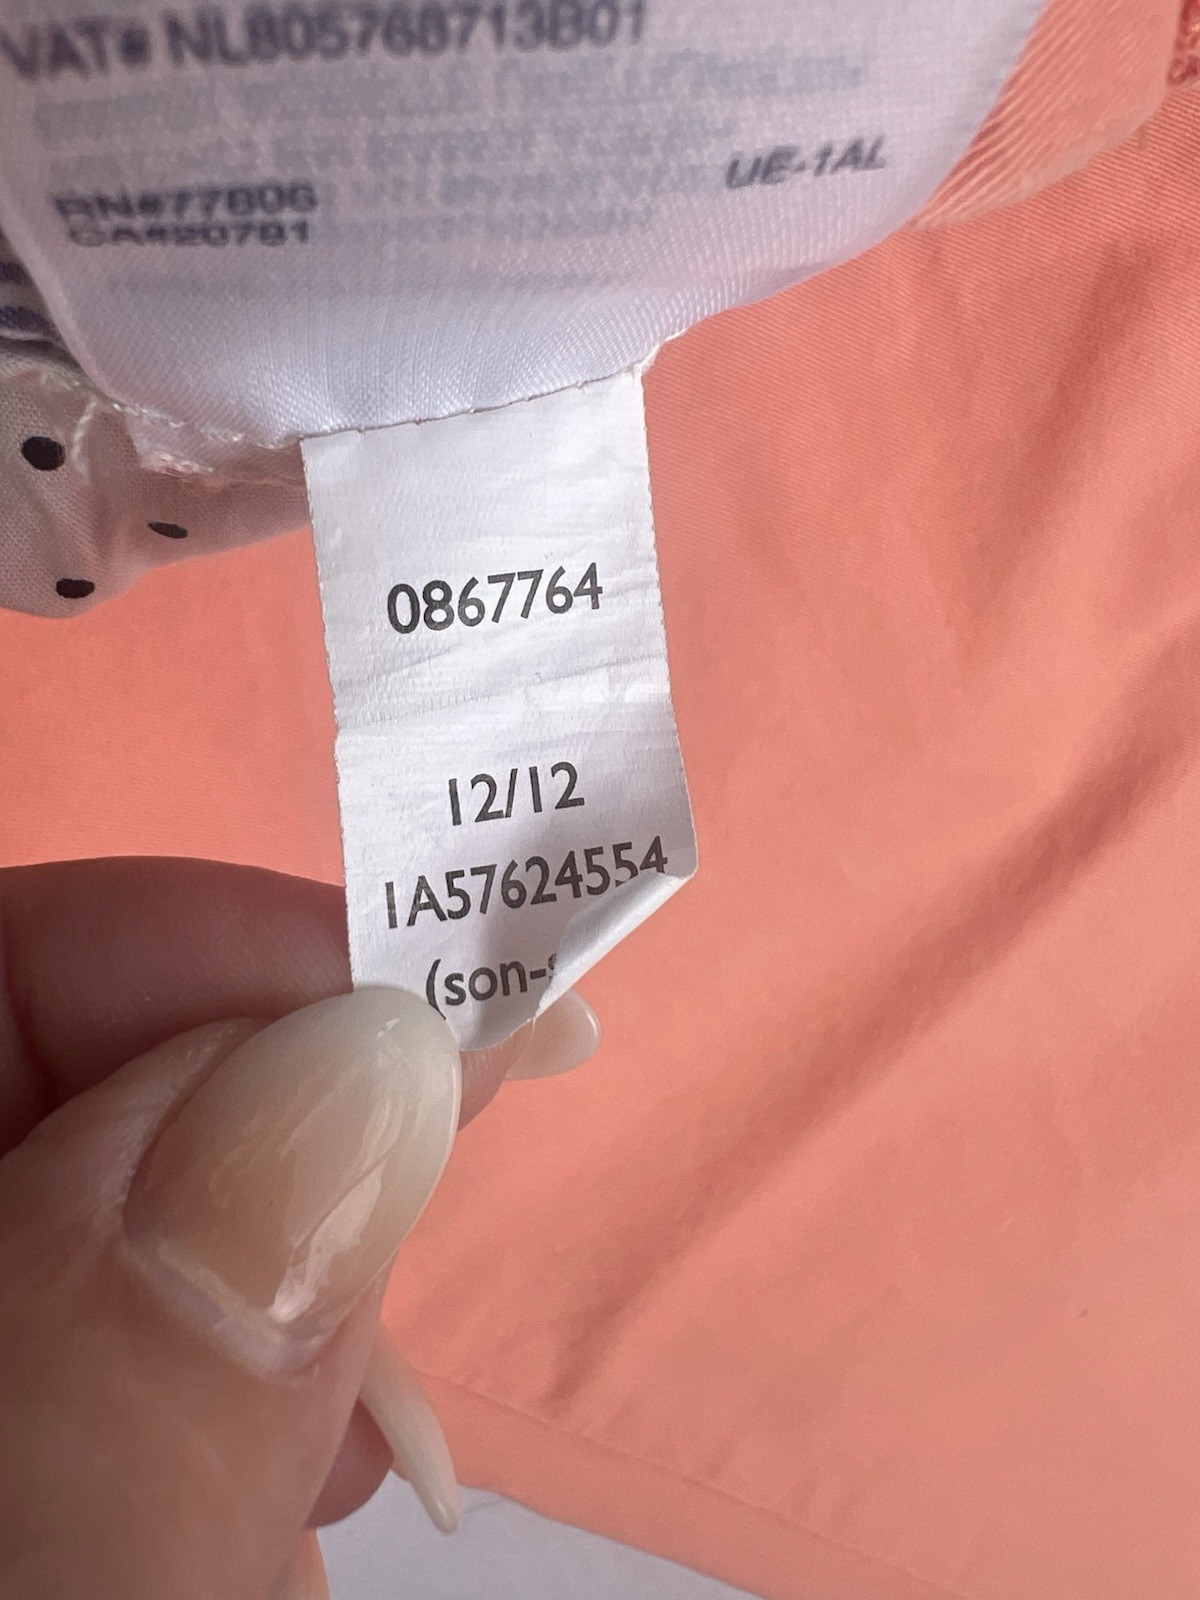 VAT# NL805768713B01
UE-1AL
RN#77806
CA#20781
0867764
12/12
1A57624554
(son-